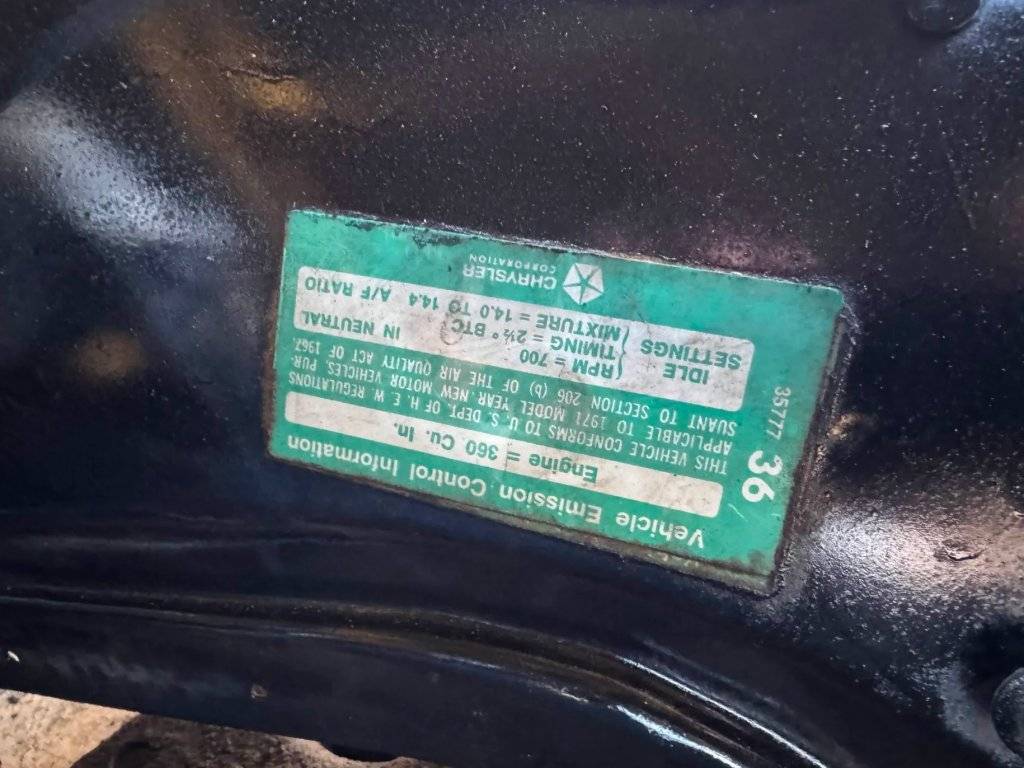 Vehicle Emission Control Information
Engine = 360 Cu. In.
36
THIS VEHICLE CONFORMS TO U. S. DEPT. OF H. E. W. REGULATIONS
APPLICABLE TO 1971 MODEL YEAR NEW MOTOR VEHICLES, PUR-
SUANT TO SECTION 206 (b) OF THE AIR QUALITY ACT OF 1967.
35777
IDLE SETTINGS
(RPM = 700 IN NEUTRAL
{TIMING = 2½° BTC
(MIXTURE = 14.0 TO 14.4 A/F RATIO
CHRYSLER
CORPORATION